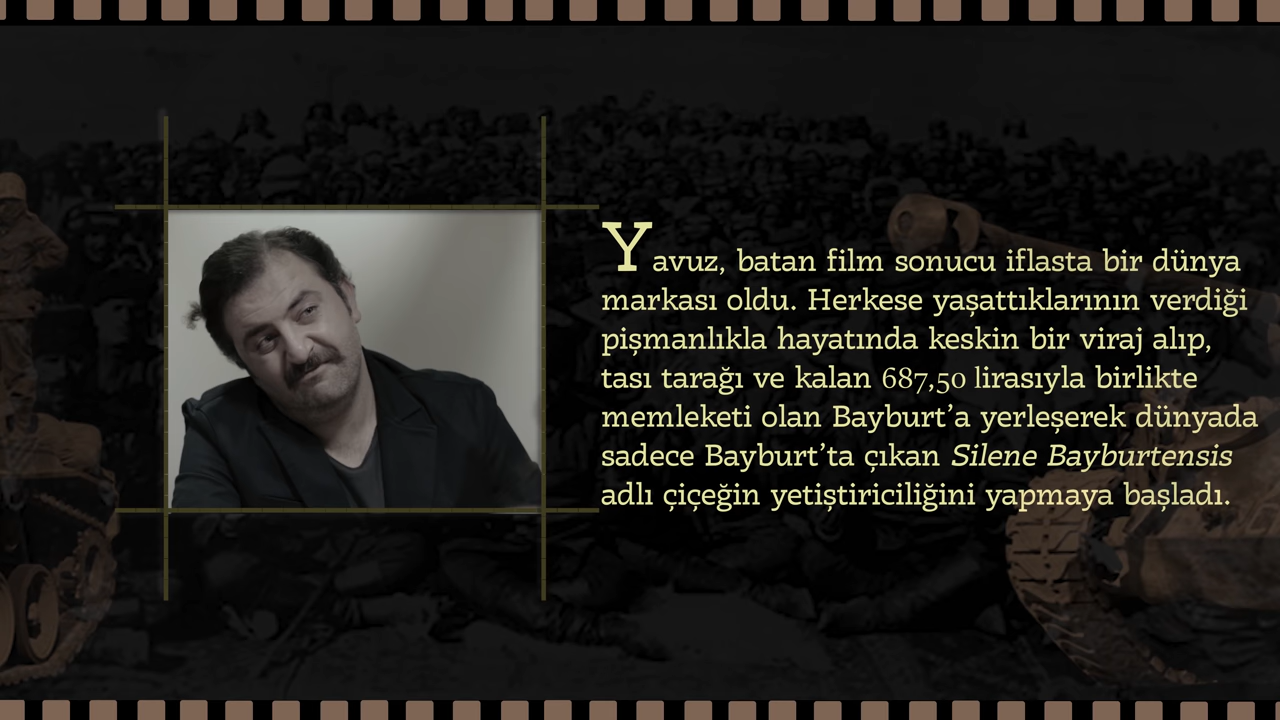 Yavuz, batan film sonucu iflasta bir dünya
markası oldu. Herkese yaşattıklarının verdiği
pişmanlıkla hayatında keskin bir viraj alıp,
tası tarağı ve kalan 687,50 lirasıyla birlikte
memleketi olan Bayburt’a yerleşerek dünyada
sadece Bayburt’ta çıkan Silene Bayburtensis
adlı çiçeğin yetiştiriciliğini yapmaya başladı.